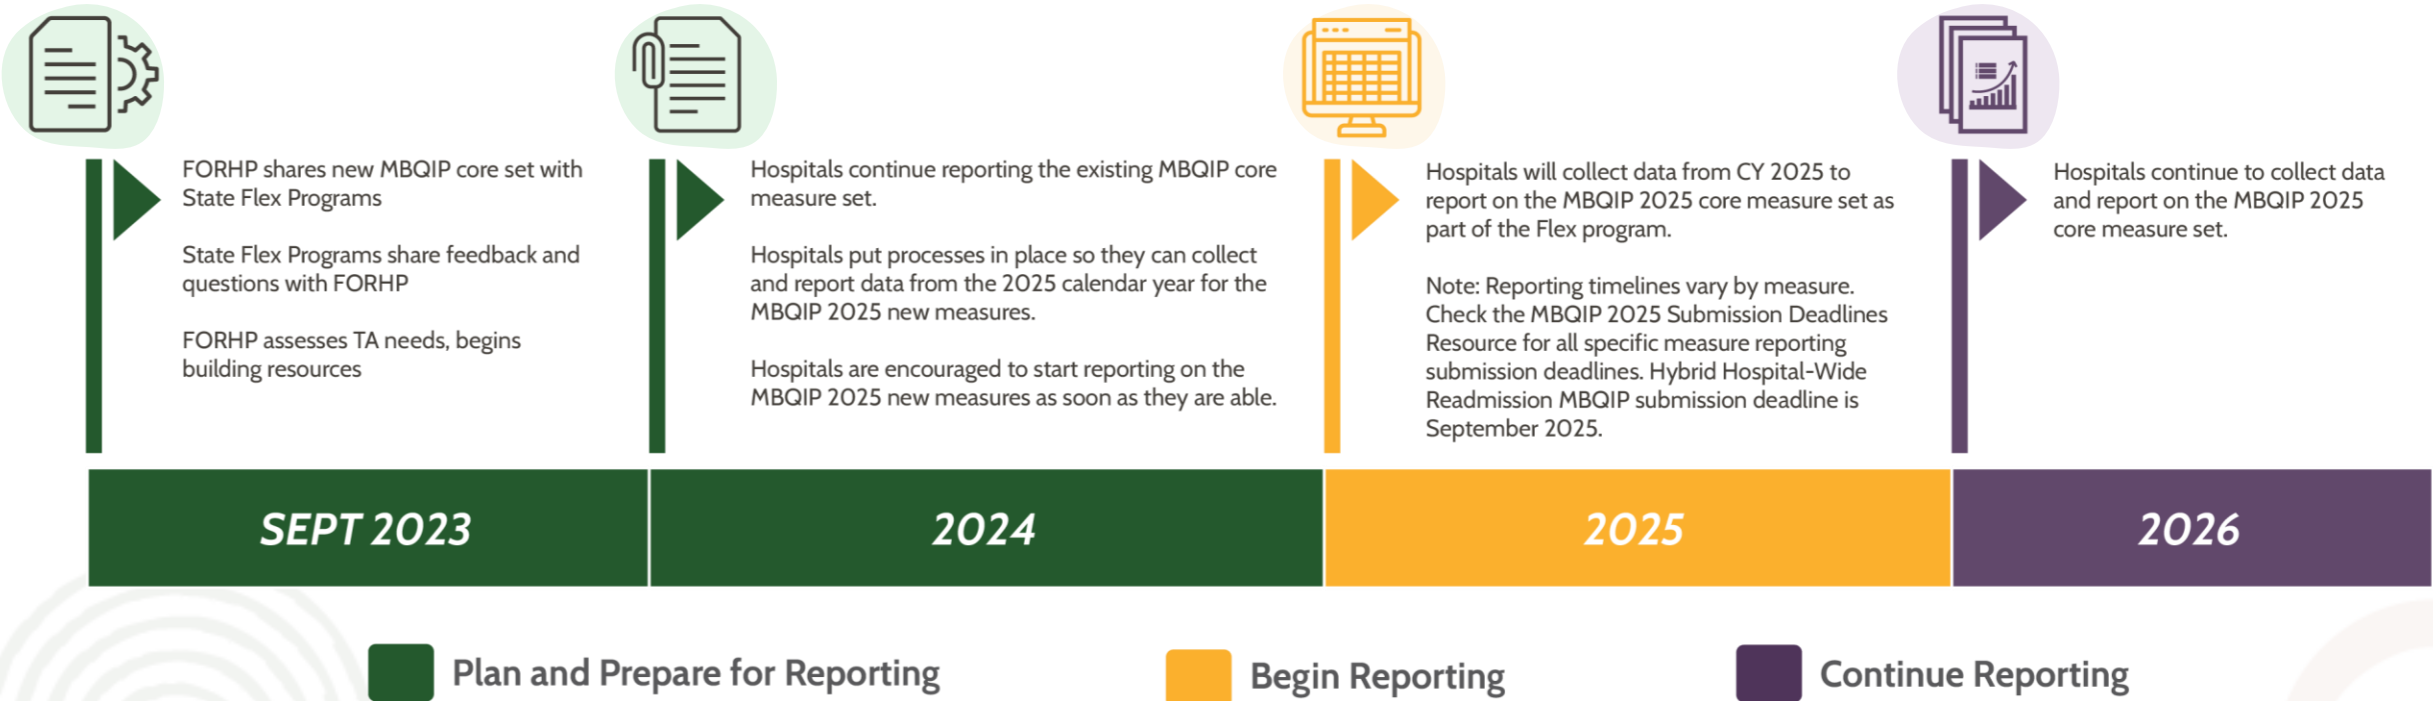 FORHP shares new MBQIP core set with
State Flex Programs
State Flex Programs share feedback and
questions with FORHP
FORHP assesses TA needs, begins
building resources
Hospitals continue reporting the existing MBQIP core
measure set.
Hospitals put processes in place so they can collect
and report data from the 2025 calendar year for the
MBQIP 2025 new measures.
Hospitals are encouraged to start reporting on the
MBQIP 2025 new measures as soon as they are able.
Hospitals will collect data from CY 2025 to
report on the MBQIP 2025 core measure set as
part of the Flex program.
Note: Reporting timelines vary by measure.
Check the MBQIP 2025 Submission Deadlines
Resource for all specific measure reporting
submission deadlines. Hybrid Hospital-Wide
Readmission MBQIP submission deadline is
September 2025.
Hospitals continue to collect data
and report on the MBQIP 2025
core measure set.
SEPT 2023
2024
2025
2026
Plan and Prepare for Reporting
Begin Reporting
Continue Reporting